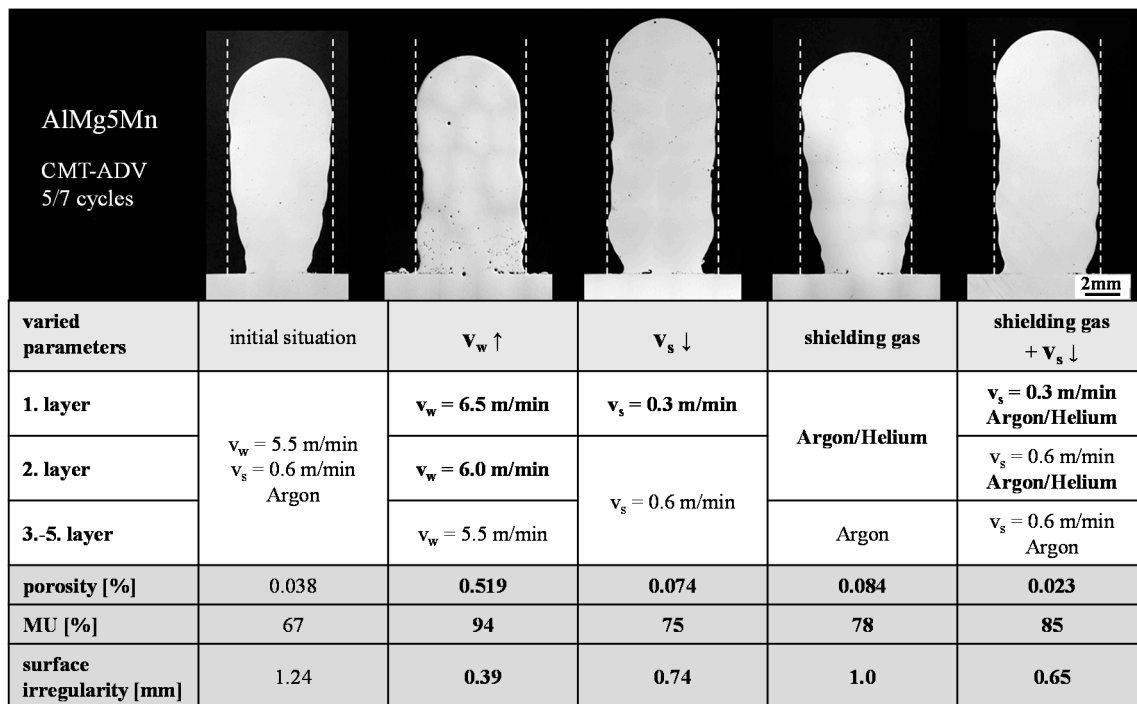 AlMg5Mn
CMT-ADV
5/7 cycles
2mm
varied
parameters
initial situation
v_w ↑
v_s ↓
shielding gas
shielding gas
+ v_s ↓
1. layer
v_w = 5.5 m/min
v_s = 0.6 m/min
Argon
v_w = 6.5 m/min
v_s = 0.3 m/min
Argon/Helium
v_s = 0.3 m/min
Argon/Helium
2. layer
v_w = 6.0 m/min
v_s = 0.6 m/min
v_s = 0.6 m/min
Argon/Helium
3.-5. layer
v_w = 5.5 m/min
Argon
v_s = 0.6 m/min
Argon
porosity [%]
0.038
0.519
0.074
0.084
0.023
MU [%]
67
94
75
78
85
surface
irregularity [mm]
1.24
0.39
0.74
1.0
0.65